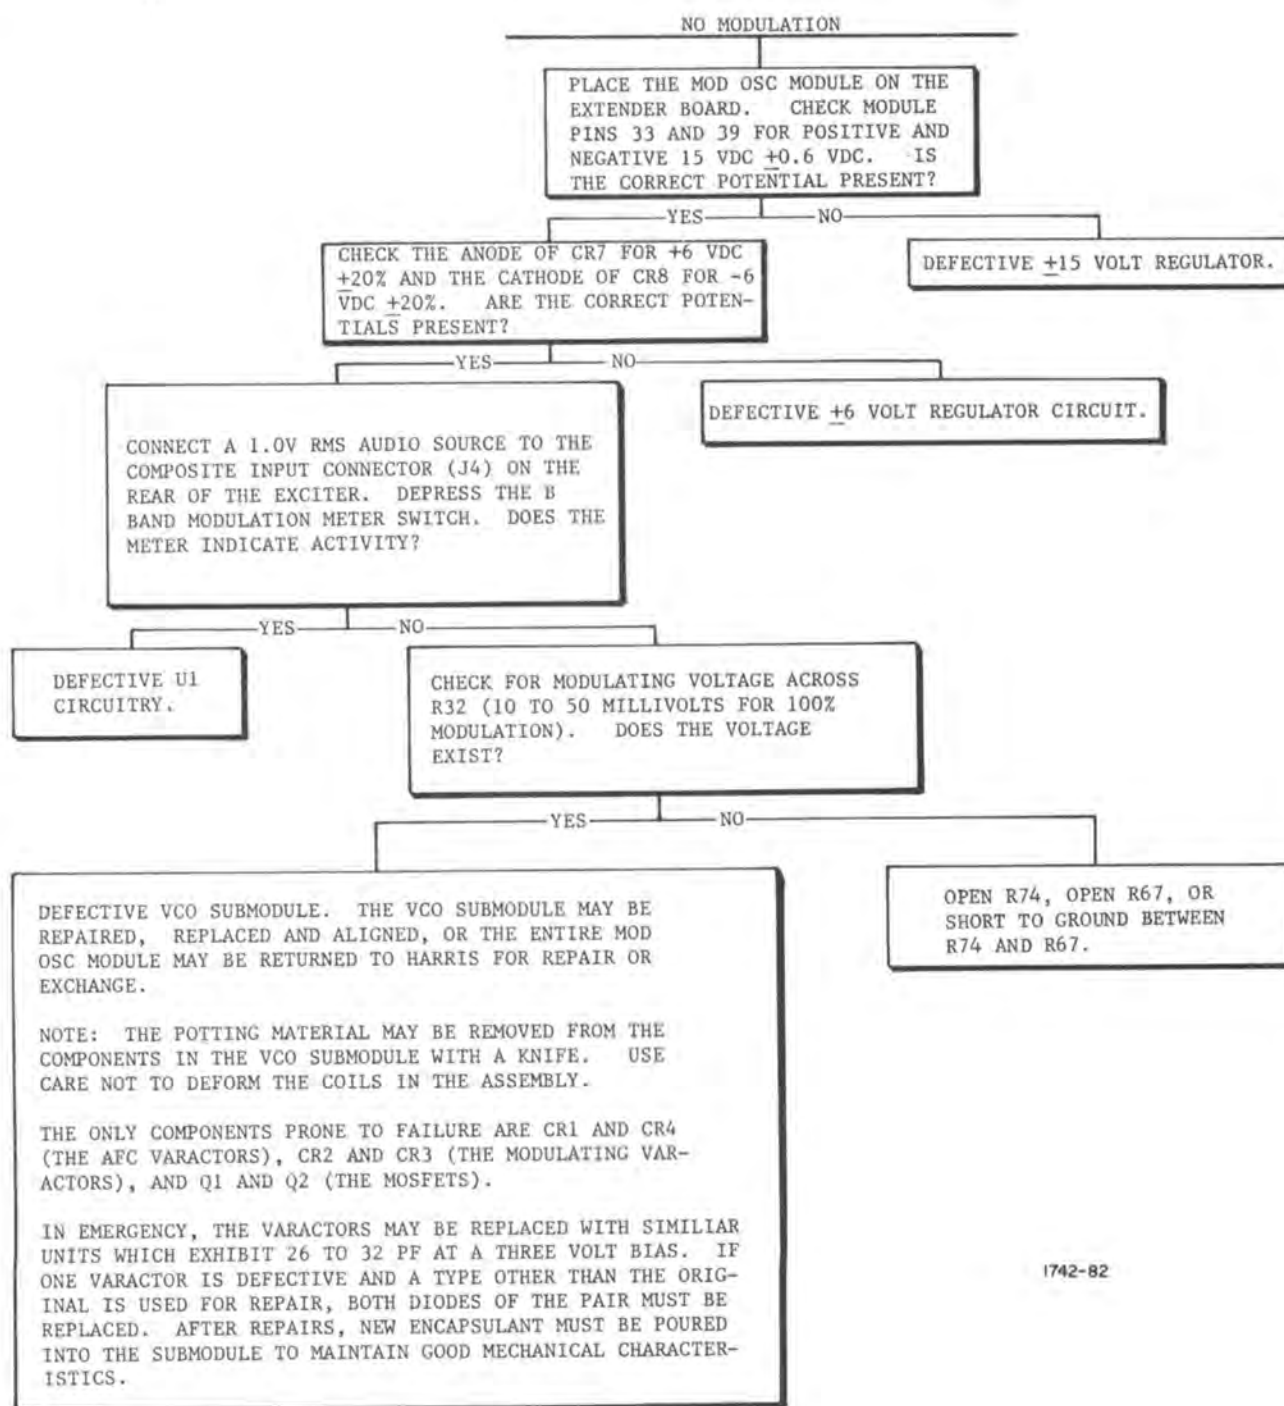 NO MODULATION
PLACE THE MOD OSC MODULE ON THE
EXTENDER BOARD. CHECK MODULE
PINS 33 AND 39 FOR POSITIVE AND
NEGATIVE 15 VDC ±0.6 VDC. IS
THE CORRECT POTENTIAL PRESENT?
YES NO
CHECK THE ANODE OF CR7 FOR +6 VDC
±20% AND THE CATHODE OF CR8 FOR -6
VDC ±20%. ARE THE CORRECT POTEN-
TIALS PRESENT?
DEFECTIVE ±15 VOLT REGULATOR.
YES NO
CONNECT A 1.0V RMS AUDIO SOURCE TO THE
COMPOSITE INPUT CONNECTOR (J4) ON THE
REAR OF THE EXCITER. DEPRESS THE B
BAND MODULATION METER SWITCH. DOES THE
METER INDICATE ACTIVITY?
DEFECTIVE ±6 VOLT REGULATOR CIRCUIT.
YES NO
DEFECTIVE U1
CIRCUITRY.
CHECK FOR MODULATING VOLTAGE ACROSS
R32 (10 TO 50 MILLIVOLTS FOR 100%
MODULATION). DOES THE VOLTAGE
EXIST?
YES NO
DEFECTIVE VCO SUBMODULE. THE VCO SUBMODULE MAY BE
REPAIRED, REPLACED AND ALIGNED, OR THE ENTIRE MOD
OSC MODULE MAY BE RETURNED TO HARRIS FOR REPAIR OR
EXCHANGE.
NOTE: THE POTTING MATERIAL MAY BE REMOVED FROM THE
COMPONENTS IN THE VCO SUBMODULE WITH A KNIFE. USE
CARE NOT TO DEFORM THE COILS IN THE ASSEMBLY.
THE ONLY COMPONENTS PRONE TO FAILURE ARE CR1 AND CR4
(THE AFC VARACTORS), CR2 AND CR3 (THE MODULATING VAR-
ACTORS), AND Q1 AND Q2 (THE MOSFETS).
IN EMERGENCY, THE VARACTORS MAY BE REPLACED WITH SIMILIAR
UNITS WHICH EXHIBIT 26 TO 32 PF AT A THREE VOLT BIAS. IF
ONE VARACTOR IS DEFECTIVE AND A TYPE OTHER THAN THE ORIG-
INAL IS USED FOR REPAIR, BOTH DIODES OF THE PAIR MUST BE
REPLACED. AFTER REPAIRS, NEW ENCAPSULANT MUST BE POURED
INTO THE SUBMODULE TO MAINTAIN GOOD MECHANICAL CHARACTER-
ISTICS.
OPEN R74, OPEN R67, OR
SHORT TO GROUND BETWEEN
R74 AND R67.
1742-82